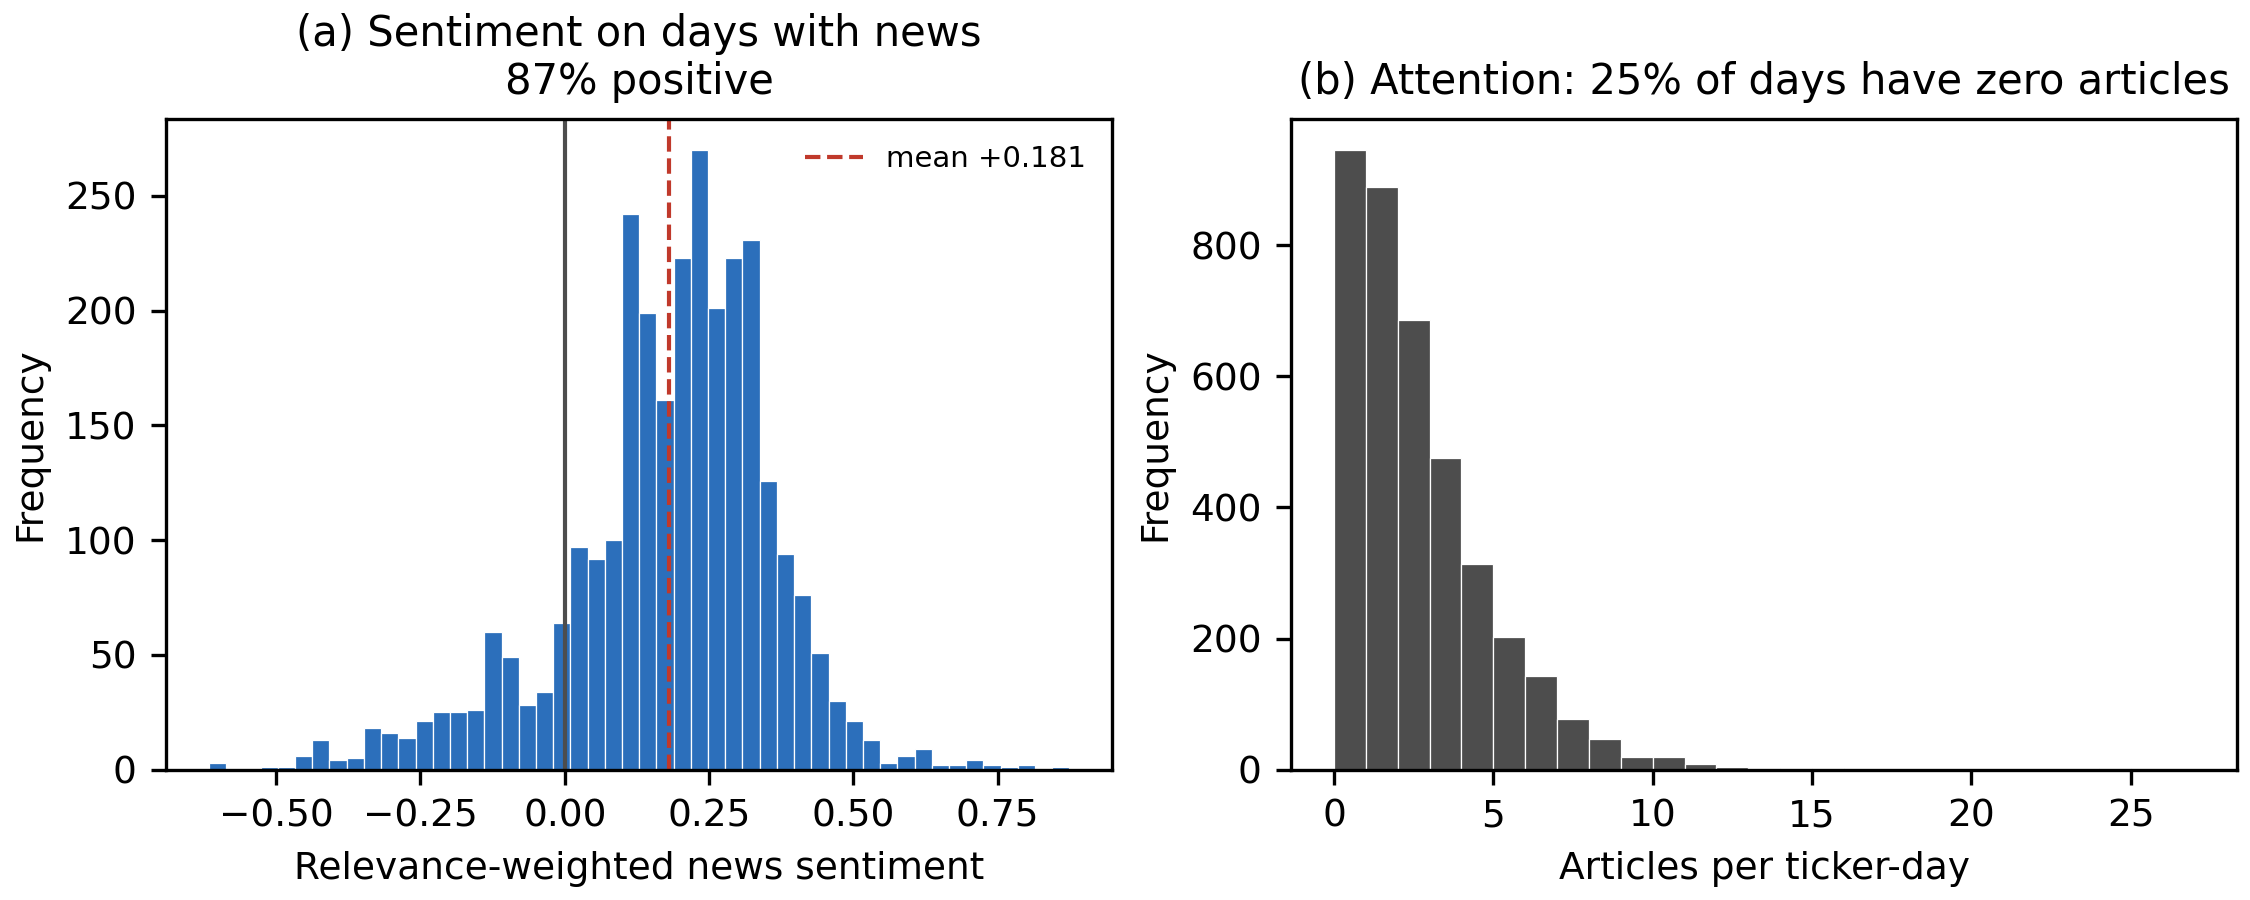 (a) Sentiment on days with news
87% positive
mean +0.181
250
200
150
100
50
0
Frequency
−0.50
−0.25
0.00
0.25
0.50
0.75
Relevance-weighted news sentiment
(b) Attention: 25% of days have zero articles
800
600
400
200
0
Frequency
0
5
10
15
20
25
Articles per ticker-day